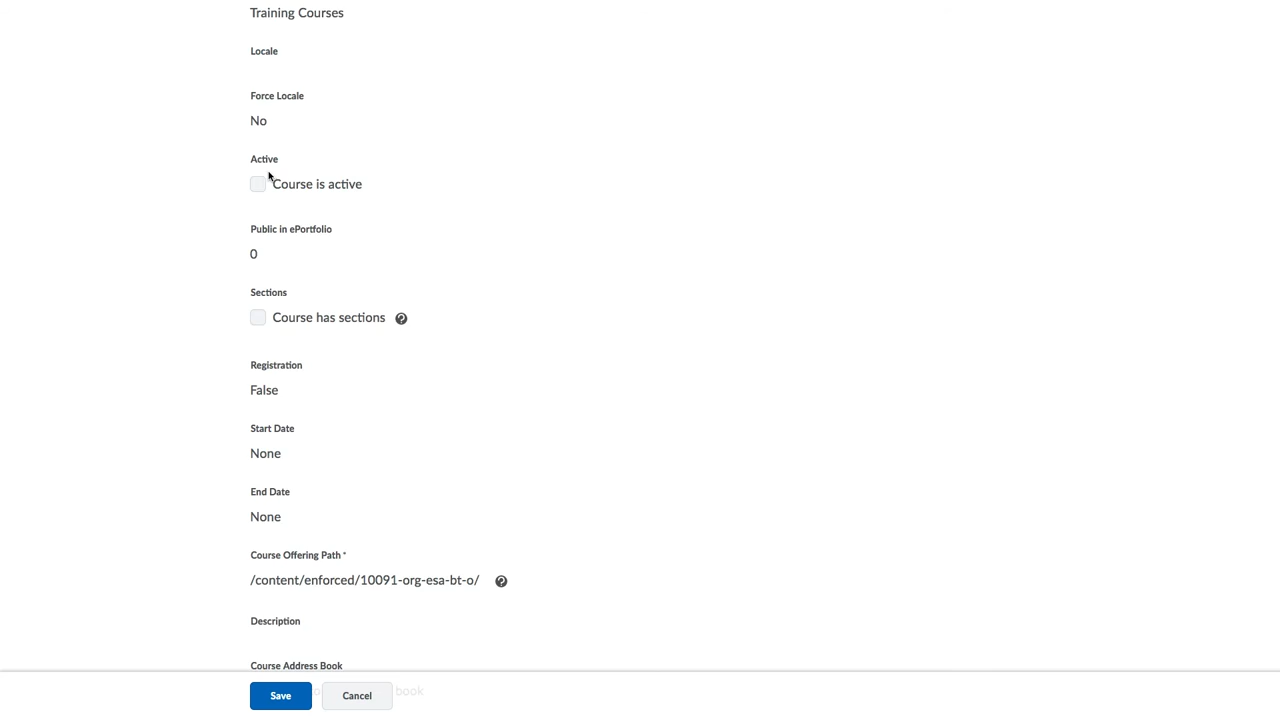 Training Courses
Locale
Force Locale
No
Active
Course is active
Public in ePortfolio
0
Sections
Course has sections
Registration
False
Start Date
None
End Date
None
Course Offering Path *
/content/enforced/10091-org-esa-bt-o/
Description
Course Address Book
book
Save
Cancel